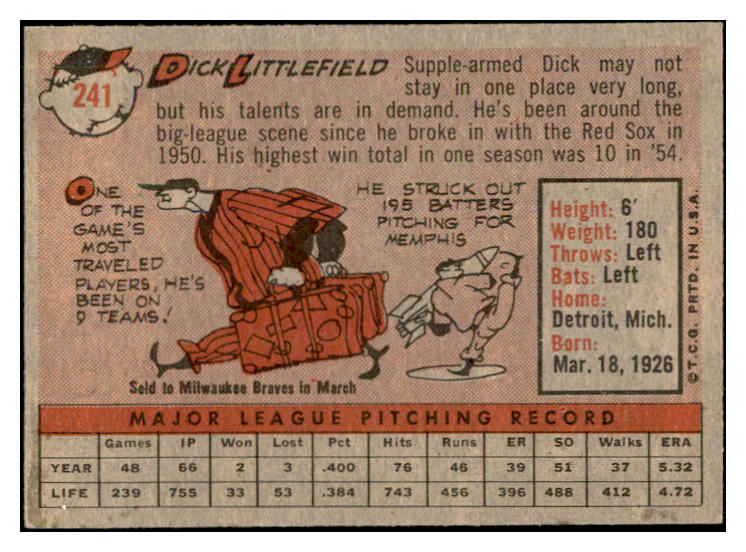 241
DICK LITTLEFIELD Supple-armed Dick may not
stay in one place very long,
but his talents are in demand. He's been around the
big-league scene since he broke in with the Red Sox in
1950. His highest win total in one season was 10 in '54.
ONE
OF THE
GAME'S
MOST
TRAVELED
PLAYERS, HE'S
BEEN ON
9 TEAMS!
HE STRUCK OUT
195 BATTERS
PITCHING FOR
MEMPHIS
Sold to Milwaukee Braves in March
Height: 6'
Weight: 180
Throws: Left
Bats: Left
Home:
Detroit, Mich.
Born:
Mar. 18, 1926
©T.C.G. PRTD. IN U.S.A.
MAJOR LEAGUE PITCHING RECORD
Games IP Won Lost Pct Hits Runs ER SO Walks ERA
YEAR 48 66 2 3 .400 76 46 39 51 37 5.32
LIFE 239 755 33 53 .384 743 456 396 488 412 4.72